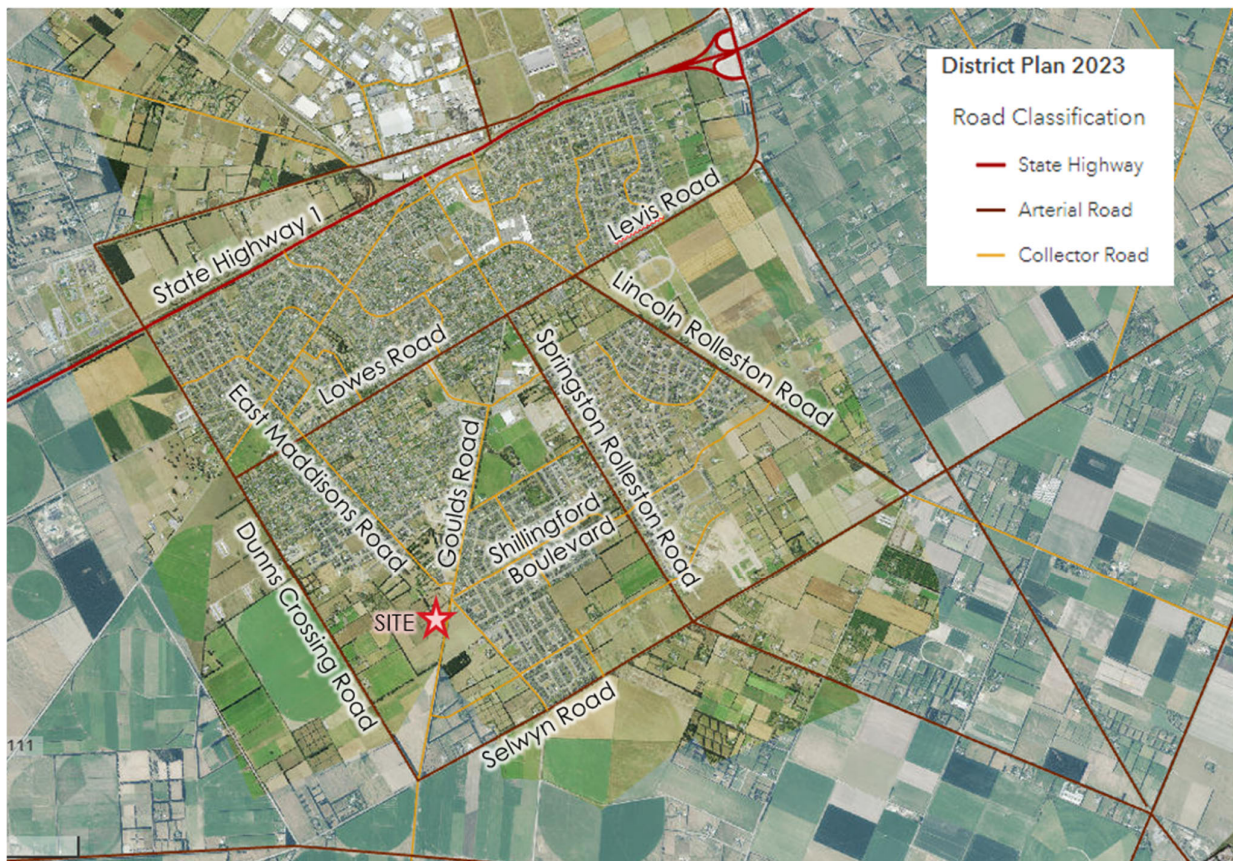 District Plan 2023
Road Classification
State Highway
Arterial Road
Collector Road
State Highway 1
Levis Road
Lincoln Rolleston Road
Lowes Road
Springston Rolleston Road
East Maddisons Road
Goulds Road
Shillingford
Boulevard
Dunns Crossing Road
SITE
Selwyn Road
111